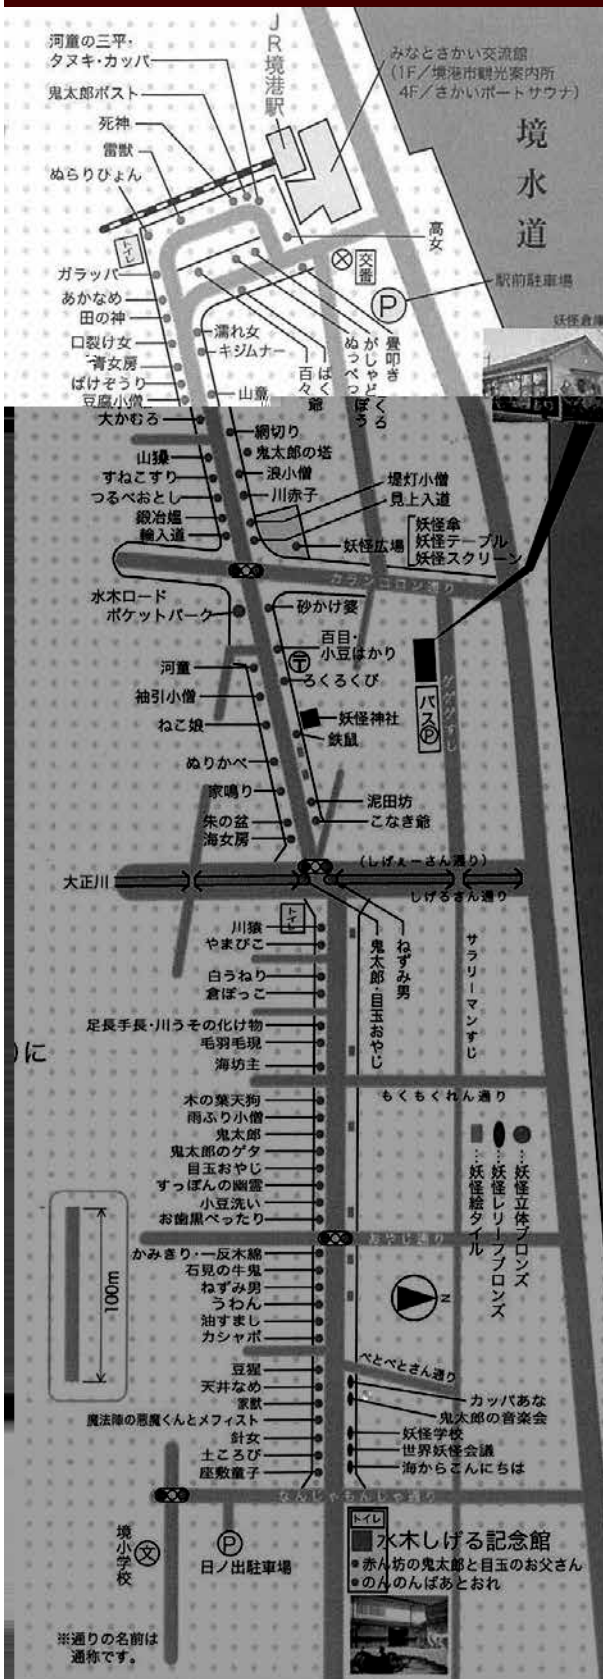 河童の三平・
タヌキ・カッパ
鬼太郎ポスト
死神
雷獣
ぬらりひょん
JR境港駅
みなとさかい交流館
(1F/境港市観光案内所
4F/さかいポートサウナ)
境水道
トイレ
高女
交番
駅前駐車場
P
妖怪倉庫
ガラッパ
あかなめ
田の神
口裂け女
青女房
ばけぞうり
豆腐小僧
大かむろ
濡れ女
キジムナー
山童
百々爺
ばく
ぬっぺっぽう
がしゃどくろ
畳叩き
網切り
鬼太郎の塔
浪小僧
川赤子
山𤢖
すねこすり
つるべおとし
鍛冶媼
輪入道
堤灯小僧
見上入道
妖怪広場
妖怪傘
妖怪テーブル
妖怪スクリーン
カランコロン通り
水木ロード
ポケットパーク
砂かけ婆
百目・
小豆はかり
ろくろくび
河童
袖引小僧
ねこ娘
妖怪神社
鉄鼠
ぬりかべ
家鳴り
朱の盆
海女房
泥田坊
こなき爺
バスP
ゲゲゲすじ
大正川
(しげぇーさん通り)
しげるさん通り
トイレ
川猿
やまびこ
白うねり
倉ぼっこ
足長手長・川うその化け物
毛羽毛現
海坊主
鬼太郎・目玉おやじ
ねずみ男
サラリーマンすじ
に
もくもくれん通り
木の葉天狗
雨ふり小僧
鬼太郎
鬼太郎のゲタ
目玉おやじ
すっぽんの幽霊
小豆洗い
お歯黒べったり
…妖怪立体ブロンズ
…妖怪レリーフブロンズ
…妖怪絵タイル
おやじ通り
かみきり・一反木綿
石見の牛鬼
ねずみ男
うわん
油すまし
カシャボ
100m
N
べとべとさん通り
豆狸
天井なめ
家獣
魔法陣の悪魔くんとメフィスト
針女
土ころび
座敷童子
カッパあな
鬼太郎の音楽会
妖怪学校
世界妖怪会議
海からこんにちは
なんじゃもんじゃ通り
境小学校
文
P
日ノ出駐車場
トイレ
水木しげる記念館
赤ん坊の鬼太郎と目玉のお父さん
のんのんばあとおれ
※通りの名前は
通称です。